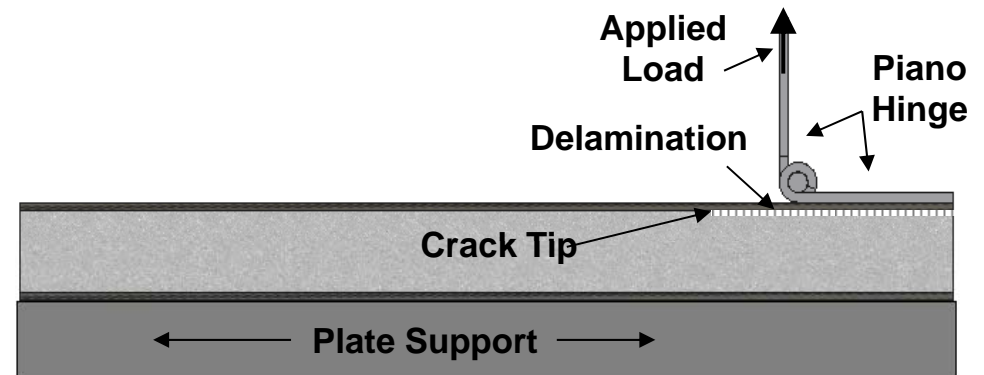 Applied
Load
Piano
Hinge
Delamination
Crack Tip
Plate Support